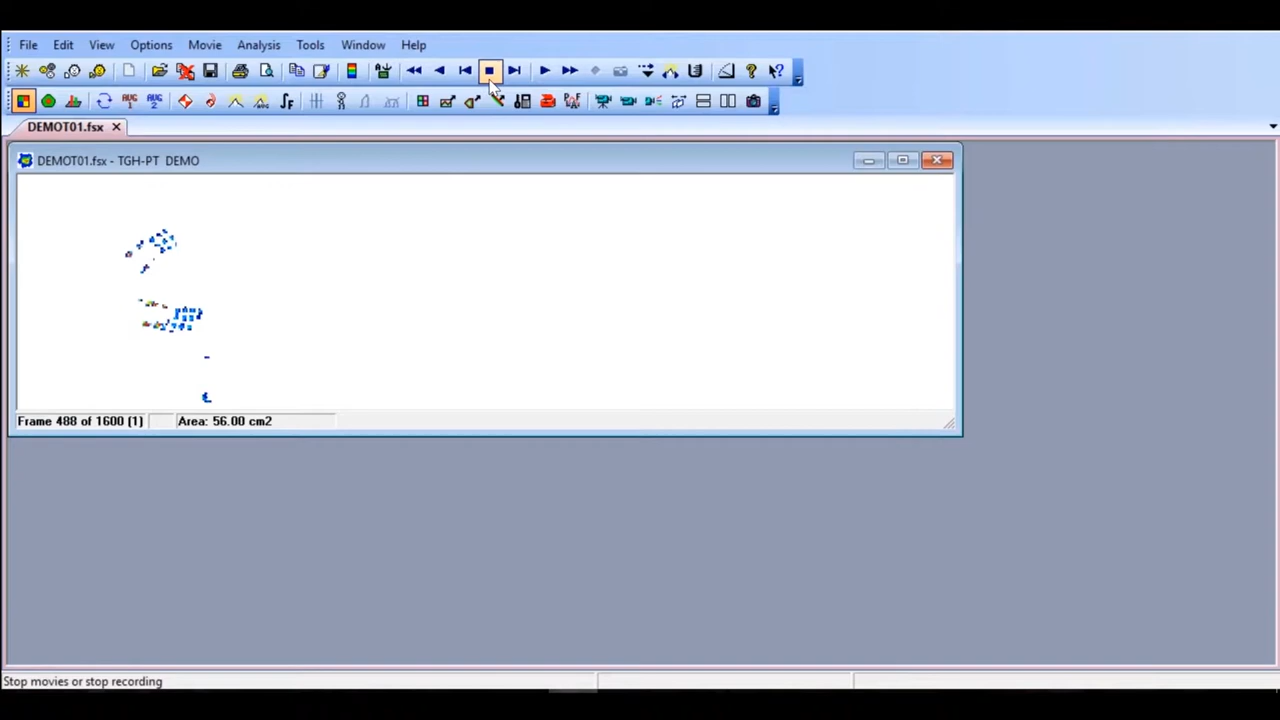 File Edit View Options Movie Analysis Tools Window Help
DEMOT01.fsx
DEMOT01.fsx - TGH-PT DEMO
Frame 488 of 1600 (1) Area: 56.00 cm2
Stop movies or stop recording